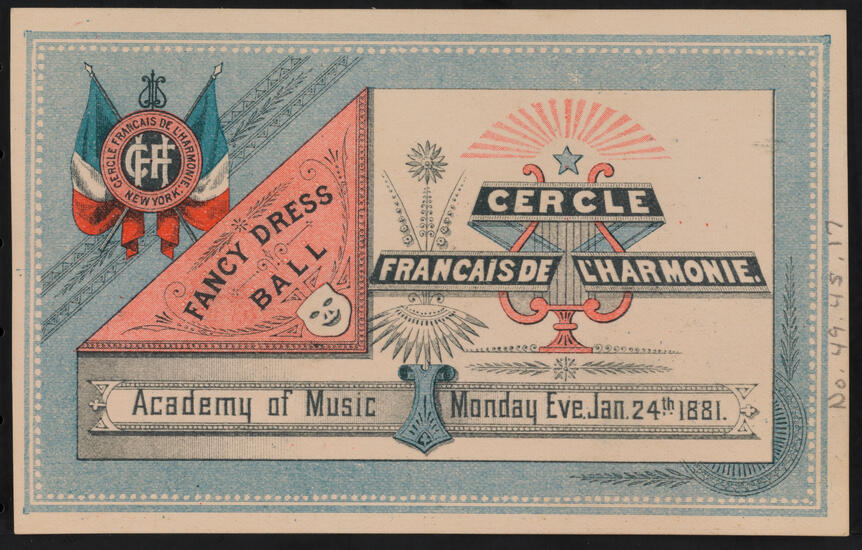 CERCLE FRANCAIS DE L'HARMONIE.
NEW YORK.
CHF
FANCY DRESS
BALL
CERCLE
FRANCAIS DE L'HARMONIE.
Academy of Music Monday Eve. Jan. 24th 1881.
No. 49.45.17